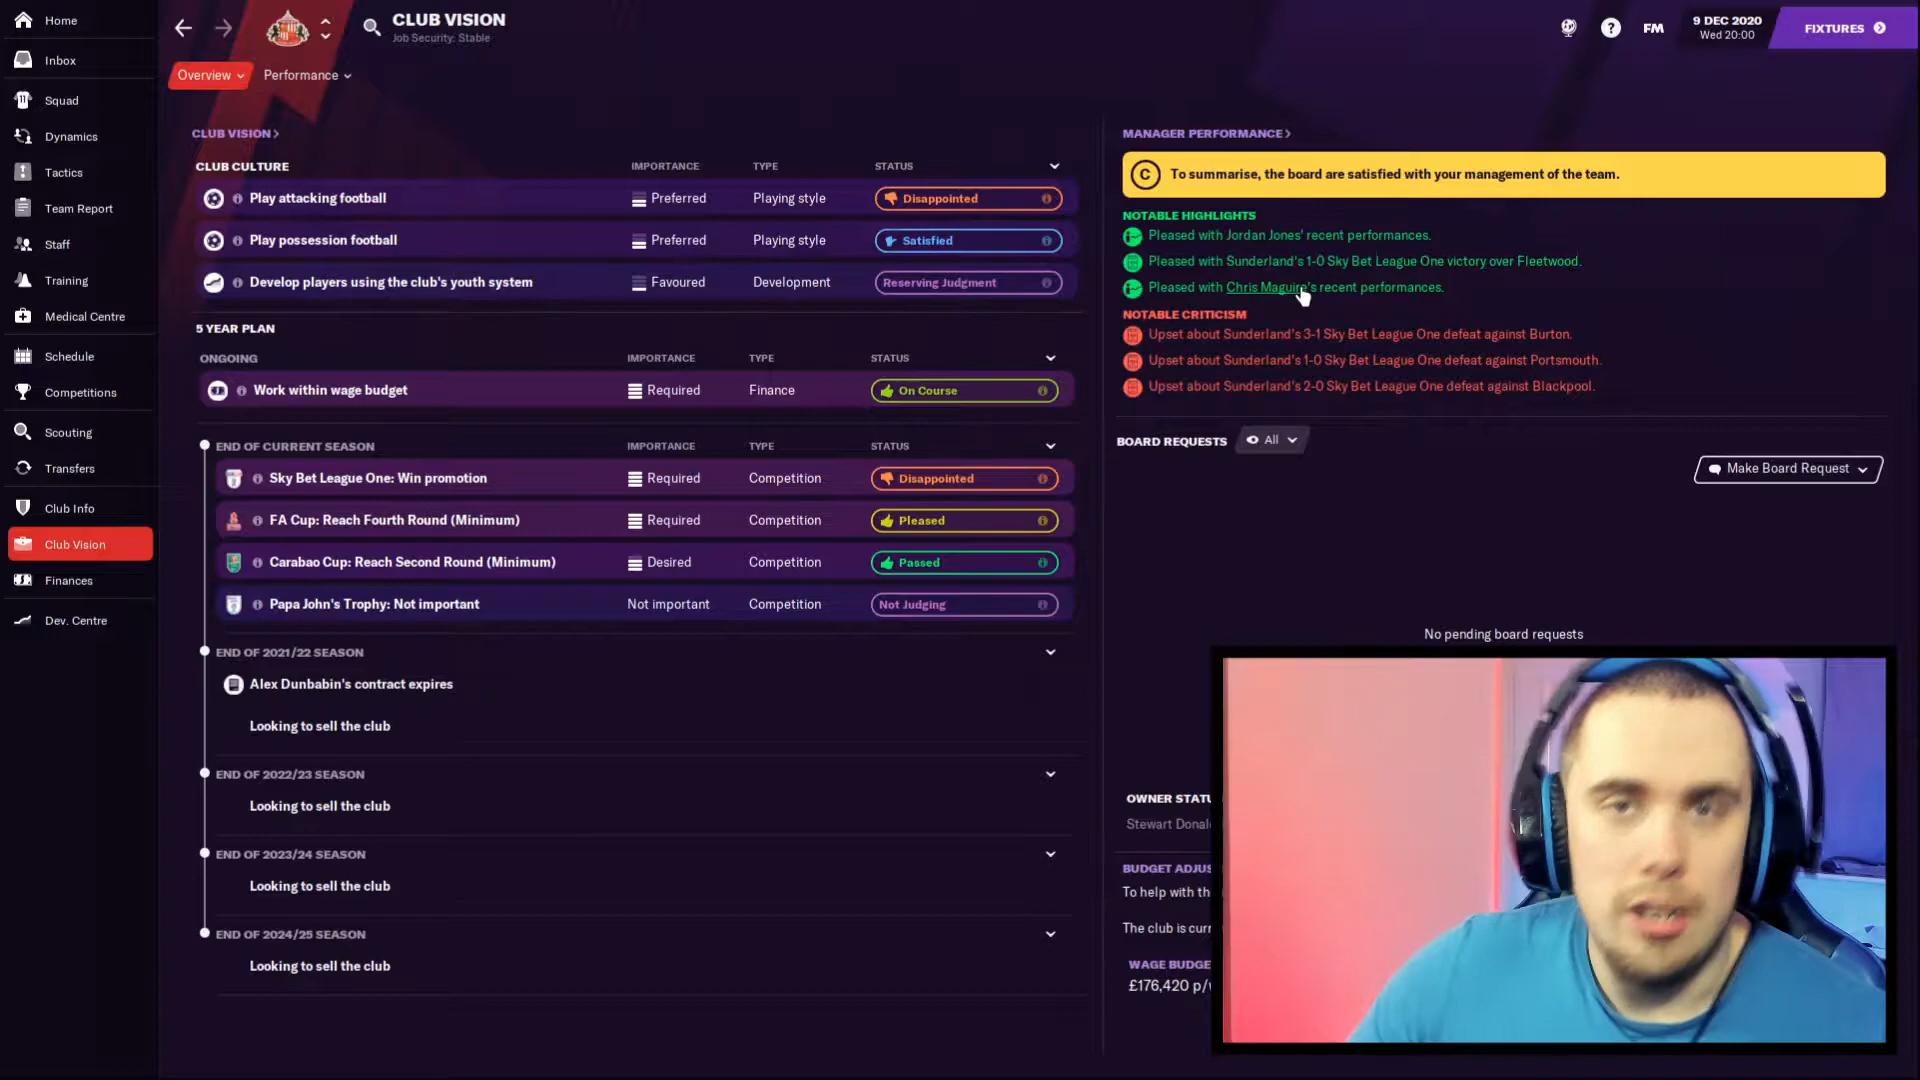 Home
Inbox
Squad
Dynamics
Tactics
Team Report
Staff
Training
Medical Centre
Schedule
Competitions
Scouting
Transfers
Club Info
Club Vision
Finances
Dev. Centre
CLUB VISION
Job Security: Stable
FM
9 DEC 2020
Wed 20:00
FIXTURES
Overview
Performance
CLUB VISION
CLUB CULTURE IMPORTANCE TYPE STATUS
Play attacking football Preferred Playing style Disappointed
Play possession football Preferred Playing style Satisfied
Develop players using the club's youth system Favoured Development Reserving Judgment
5 YEAR PLAN
ONGOING IMPORTANCE TYPE STATUS
Work within wage budget Required Finance On Course
END OF CURRENT SEASON IMPORTANCE TYPE STATUS
Sky Bet League One: Win promotion Required Competition Disappointed
FA Cup: Reach Fourth Round (Minimum) Required Competition Pleased
Carabao Cup: Reach Second Round (Minimum) Desired Competition Passed
Papa John's Trophy: Not important Not important Competition Not Judging
END OF 2021/22 SEASON
Alex Dunbabin's contract expires
Looking to sell the club
END OF 2022/23 SEASON
Looking to sell the club
END OF 2023/24 SEASON
Looking to sell the club
END OF 2024/25 SEASON
Looking to sell the club
MANAGER PERFORMANCE
C To summarise, the board are satisfied with your management of the team.
NOTABLE HIGHLIGHTS
Pleased with Jordan Jones' recent performances.
Pleased with Sunderland's 1-0 Sky Bet League One victory over Fleetwood.
Pleased with Chris Maguire's recent performances.
NOTABLE CRITICISM
Upset about Sunderland's 3-1 Sky Bet League One defeat against Burton.
Upset about Sunderland's 1-0 Sky Bet League One defeat against Portsmouth.
Upset about Sunderland's 2-0 Sky Bet League One defeat against Blackpool.
BOARD REQUESTS All
Make Board Request
No pending board requests
OWNER STATU
Stewart Donal
BUDGET ADJUS
To help with th
The club is curr
WAGE BUDGE
£176,420 p/